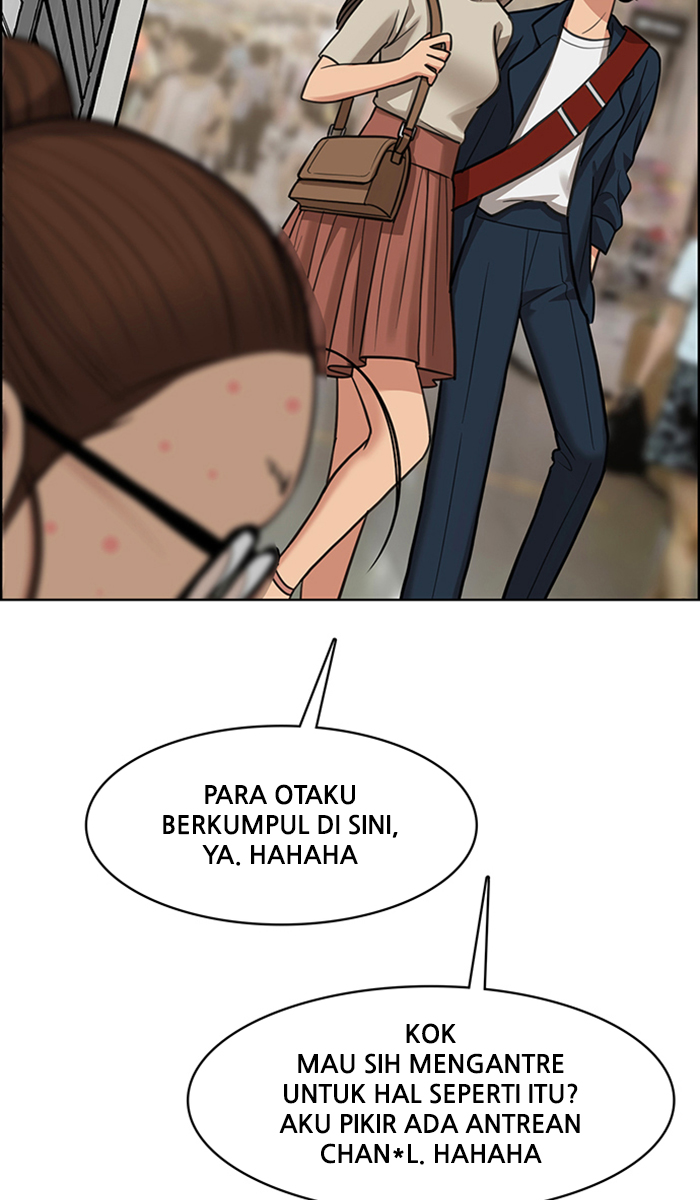 PARA OTAKU
BERKUMPUL DI SINI,
YA. HAHAHA
KOK
MAU SIH MENGANTRE
UNTUK HAL SEPERTI ITU?
AKU PIKIR ADA ANTREAN
CHAN*L. HAHAHA